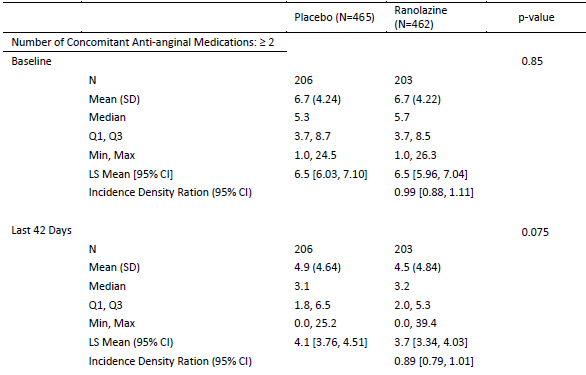 Placebo (N=465) Ranolazine (N=462) p-value
Number of Concomitant Anti-anginal Medications: ≥ 2
Baseline 0.85
N 206 203
Mean (SD) 6.7 (4.24) 6.7 (4.22)
Median 5.3 5.7
Q1, Q3 3.7, 8.7 3.7, 8.5
Min, Max 1.0, 24.5 1.0, 26.3
LS Mean [95% CI] 6.5 [6.03, 7.10] 6.5 [5.96, 7.04]
Incidence Density Ration (95% CI) 0.99 [0.88, 1.11]
Last 42 Days 0.075
N 206 203
Mean (SD) 4.9 (4.64) 4.5 (4.84)
Median 3.1 3.2
Q1, Q3 1.8, 6.5 2.0, 5.3
Min, Max 0.0, 25.2 0.0, 39.4
LS Mean (95% CI) 4.1 [3.76, 4.51] 3.7 [3.34, 4.03]
Incidence Density Ration (95% CI) 0.89 [0.79, 1.01]